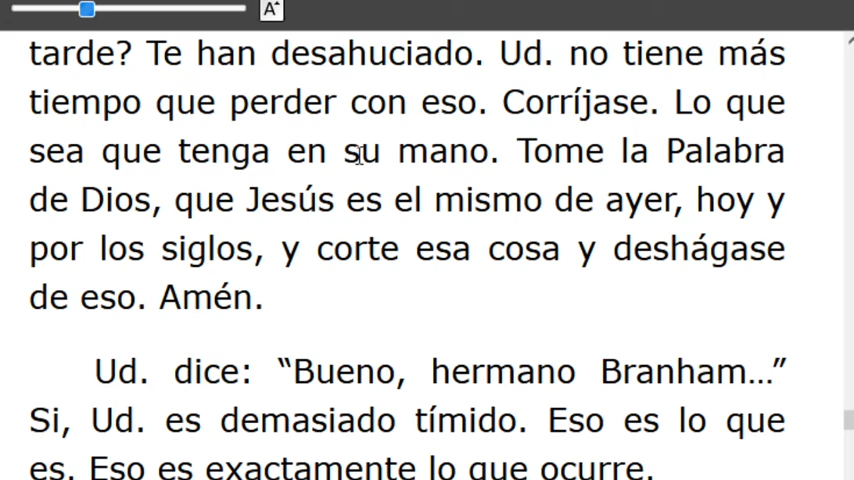 A
tarde? Te han desahuciado. Ud. no tiene más
tiempo que perder con eso. Corríjase. Lo que
sea que tenga en su mano. Tome la Palabra
de Dios, que Jesús es el mismo de ayer, hoy y
por los siglos, y corte esa cosa y deshágase
de eso. Amén.
Ud. dice: “Bueno, hermano Branham...”
Si, Ud. es demasiado tímido. Eso es lo que
es. Eso es exactamente lo que ocurre.